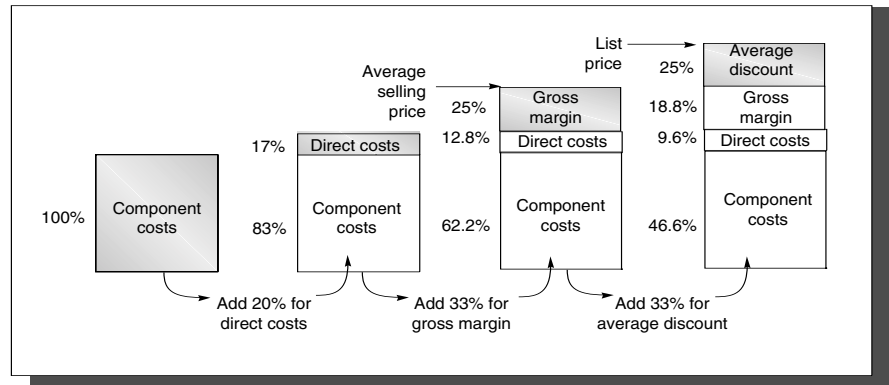 100%
Component
costs
Add 20% for
direct costs
17%
Direct costs
83%
Component
costs
Add 33% for
gross margin
Average
selling
price
25%
Gross
margin
12.8%
Direct costs
62.2%
Component
costs
Add 33% for
average discount
List
price
25%
Average
discount
18.8%
Gross
margin
9.6%
Direct costs
46.6%
Component
costs